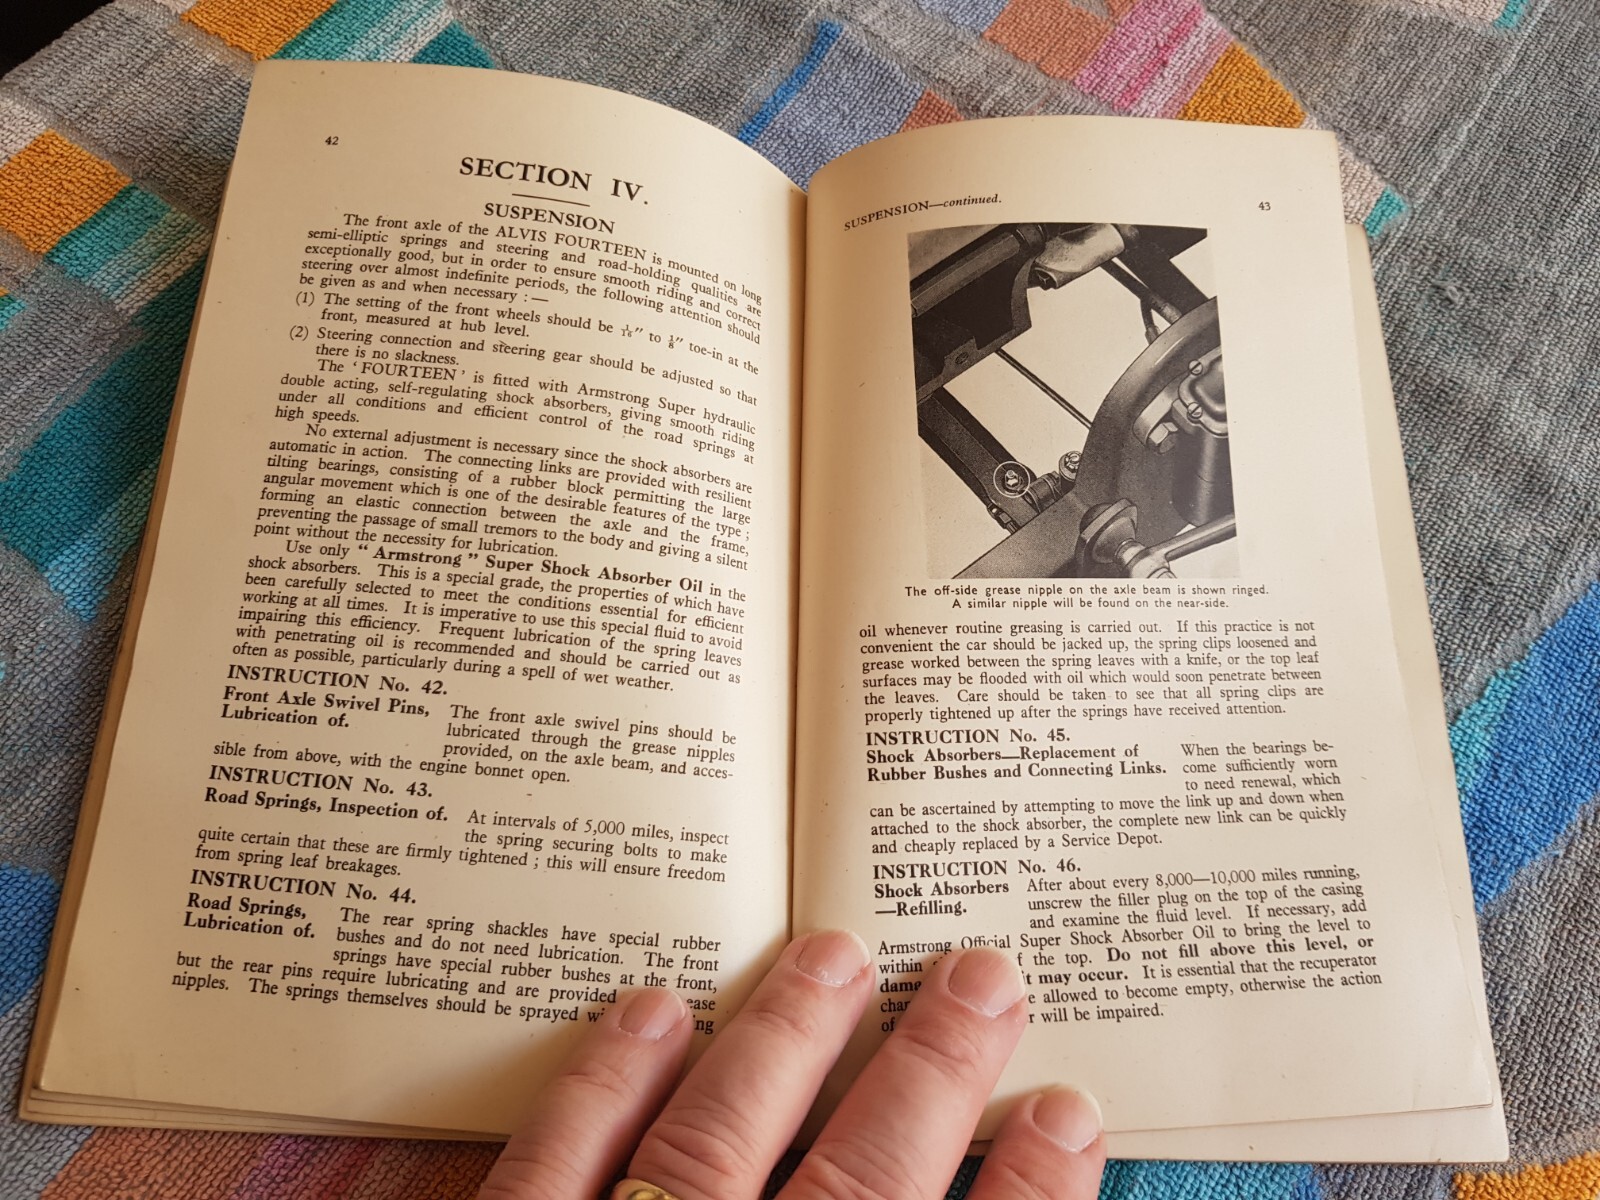 42
SECTION IV.
SUSPENSION
The front axle of the ALVIS FOURTEEN is mounted on long
semi-elliptic springs and steering and road-holding qualities are
exceptionally good, but in order to ensure smooth riding and correct
steering over almost indefinite periods, the following attention should
be given as and when necessary : —
(1) The setting of the front wheels should be 1/16" to 1/8" toe-in at the
front, measured at hub level.
(2) Steering connection and steering gear should be adjusted so that
there is no slackness.
The ' FOURTEEN ' is fitted with Armstrong Super hydraulic
double acting, self-regulating shock absorbers, giving smooth riding
under all conditions and efficient control of the road springs at
high speeds.
No external adjustment is necessary since the shock absorbers are
automatic in action. The connecting links are provided with resilient
tilting bearings, consisting of a rubber block permitting the large
angular movement which is one of the desirable features of the type ;
forming an elastic connection between the axle and the frame,
preventing the passage of small tremors to the body and giving a silent
point without the necessity for lubrication.
Use only " Armstrong " Super Shock Absorber Oil in the
shock absorbers. This is a special grade, the properties of which have
been carefully selected to meet the conditions essential for efficient
working at all times. It is imperative to use this special fluid to avoid
impairing this efficiency. Frequent lubrication of the spring leaves
with penetrating oil is recommended and should be carried out as
often as possible, particularly during a spell of wet weather.
INSTRUCTION No. 42.
Front Axle Swivel Pins,
Lubrication of.
The front axle swivel pins should be
lubricated through the grease nipples
provided, on the axle beam, and acces-
sible from above, with the engine bonnet open.
INSTRUCTION No. 43.
Road Springs, Inspection of.
At intervals of 5,000 miles, inspect
the spring securing bolts to make
quite certain that these are firmly tightened ; this will ensure freedom
from spring leaf breakages.
INSTRUCTION No. 44.
Road Springs,
Lubrication of.
The rear spring shackles have special rubber
bushes and do not need lubrication. The front
springs have special rubber bushes at the front,
but the rear pins require lubricating and are provided ease
nipples. The springs themselves should be sprayed wi ng
SUSPENSION—continued.
43
The off-side grease nipple on the axle beam is shown ringed.
A similar nipple will be found on the near-side.
oil whenever routine greasing is carried out. If this practice is not
convenient the car should be jacked up, the spring clips loosened and
grease worked between the spring leaves with a knife, or the top leaf
surfaces may be flooded with oil which would soon penetrate between
the leaves. Care should be taken to see that all spring clips are
properly tightened up after the springs have received attention.
INSTRUCTION No. 45.
Shock Absorbers—Replacement of
Rubber Bushes and Connecting Links.
When the bearings be-
come sufficiently worn
to need renewal, which
can be ascertained by attempting to move the link up and down when
attached to the shock absorber, the complete new link can be quickly
and cheaply replaced by a Service Depot.
INSTRUCTION No. 46.
Shock Absorbers
—Refilling.
After about every 8,000—10,000 miles running,
unscrew the filler plug on the top of the casing
and examine the fluid level. If necessary, add
Armstrong Official Super Shock Absorber Oil to bring the level to
within f the top. Do not fill above this level, or
dama it may occur. It is essential that the recuperator
char e allowed to become empty, otherwise the action
of r will be impaired.